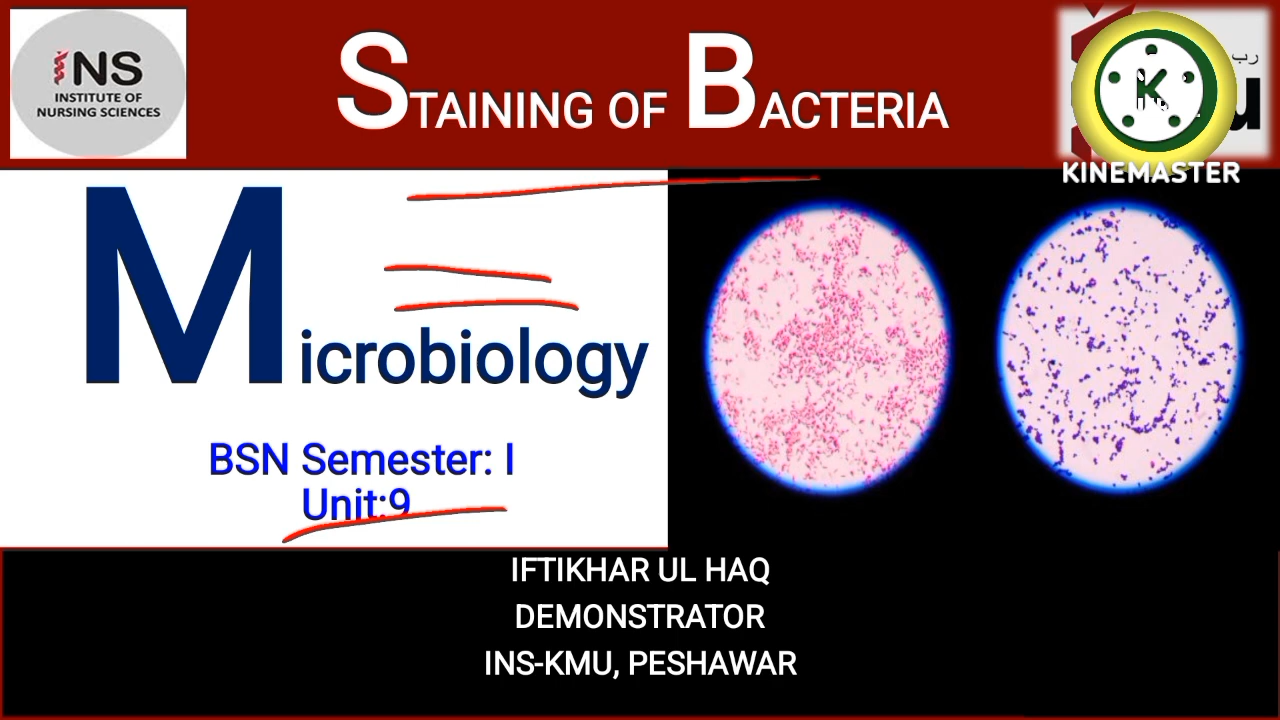 INS
INSTITUTE OF
NURSING SCIENCES
STAINING OF BACTERIA
K
KINEMASTER
Microbiology
BSN Semester: I
Unit:9
IFTIKHAR UL HAQ
DEMONSTRATOR
INS-KMU, PESHAWAR